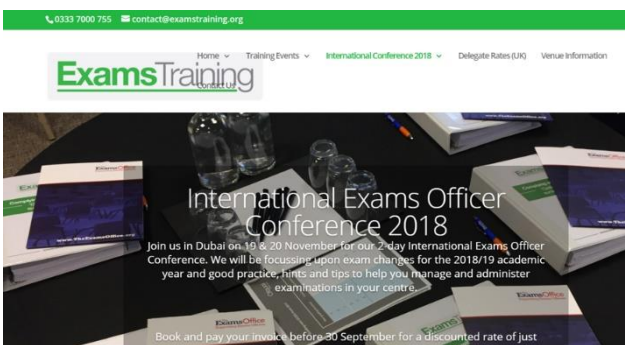 0333 7000 755 contact@examstraining.org
Home Training Events International Conference 2018 Delegate Rates (UK) Venue Information
Contact Us
ExamsTraining
International Exams Officer
Conference 2018
Join us in Dubai on 19 & 20 November for our 2-day International Exams Officer
Conference. We will be focussing upon exam changes for the 2018/19 academic
year and good practice, hints and tips to help you manage and administer
examinations in your centre.
ExamsOffice
ExamsOffice
Book and pay your invoice before 30 September for a discounted rate of just